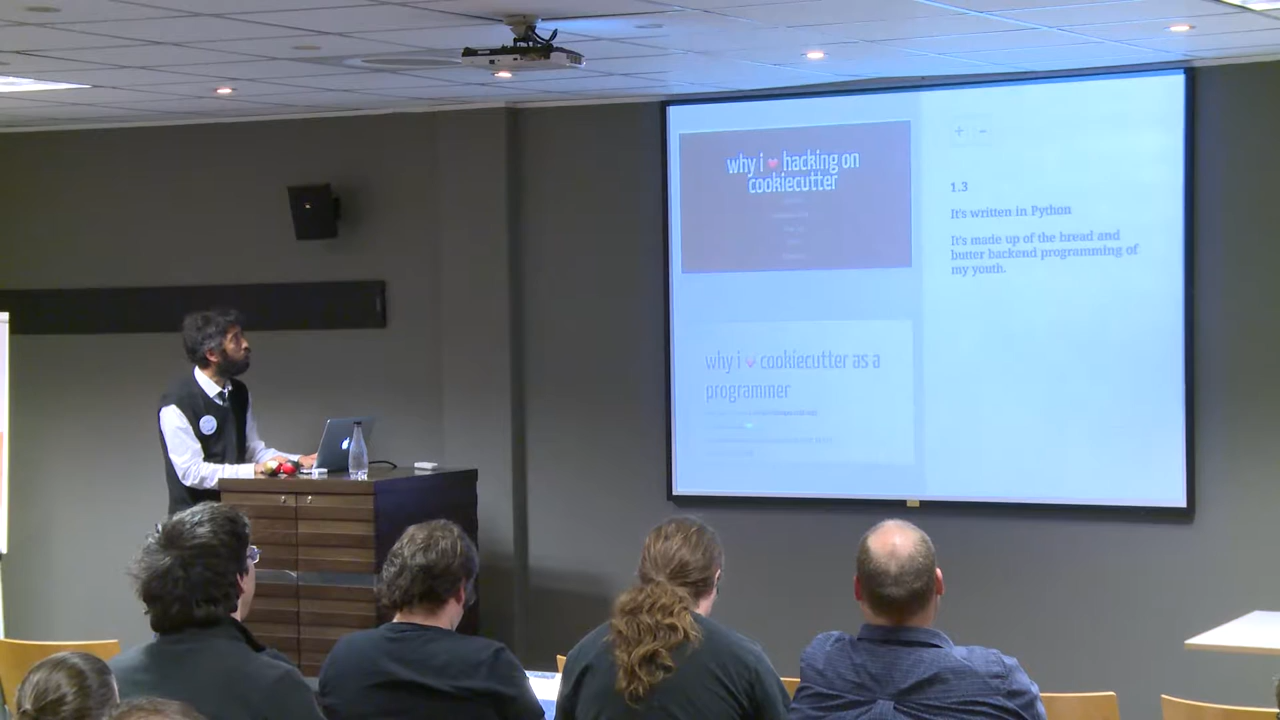 why i ❤ hacking on
cookiecutter
why i ❤ cookiecutter as a
programmer
+ -
1.3
It's written in Python
It's made up of the bread and
butter backend programming of
my youth.